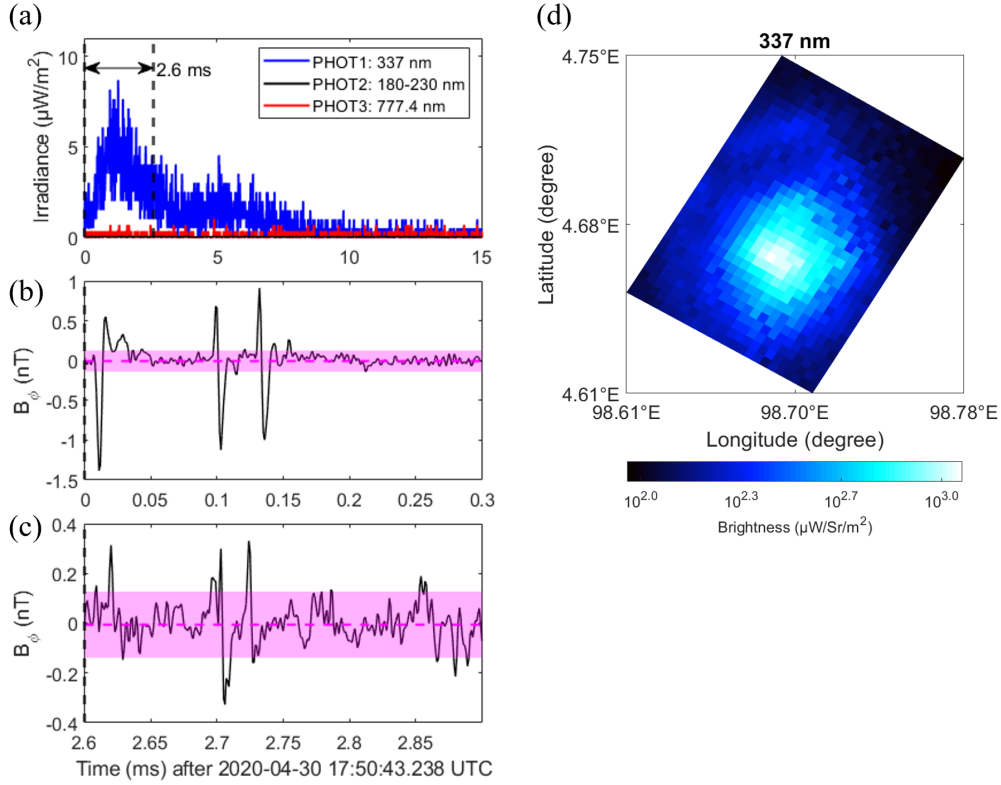 (a)
Irradiance (µW/m²)
10
5
0
2.6 ms
PHOT1: 337 nm
PHOT2: 180-230 nm
PHOT3: 777.4 nm
0 5 10 15
(b)
B_ϕ (nT)
1
0.5
0
-0.5
-1
-1.5
0 0.05 0.1 0.15 0.2 0.25 0.3
(c)
B_ϕ (nT)
0.4
0.2
0
-0.2
-0.4
2.6 2.65 2.7 2.75 2.8 2.85
Time (ms) after 2020-04-30 17:50:43.238 UTC
(d)
337 nm
Latitude (degree)
4.75°E
4.68°E
4.61°E
98.61°E 98.70°E 98.78°E
Longitude (degree)
10^2.0 10^2.3 10^2.7 10^3.0
Brightness (µW/Sr/m²)